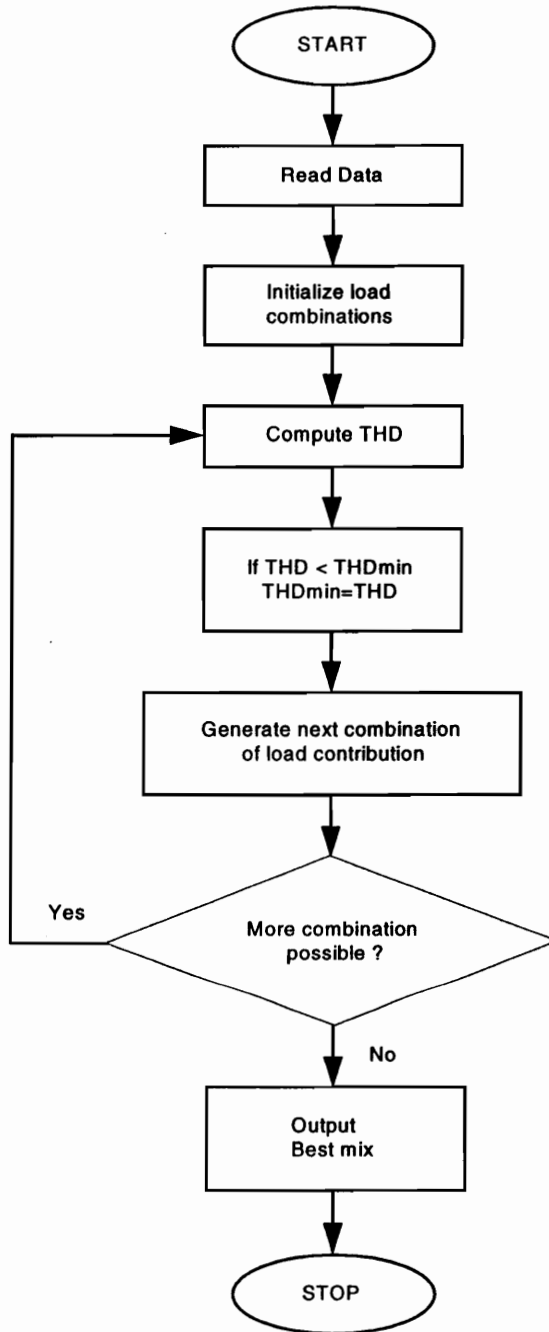 START
Read Data
Initialize load
combinations
Compute THD
If THD < THDmin
THDmin=THD
Generate next combination
of load contribution
Yes
More combination
possible ?
No
Output
Best mix
STOP